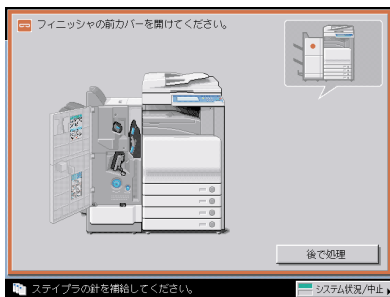 フィニッシャの前カバーを開けてください。
後で処理
ステイプラの針を補給してください。
システム状況/中止